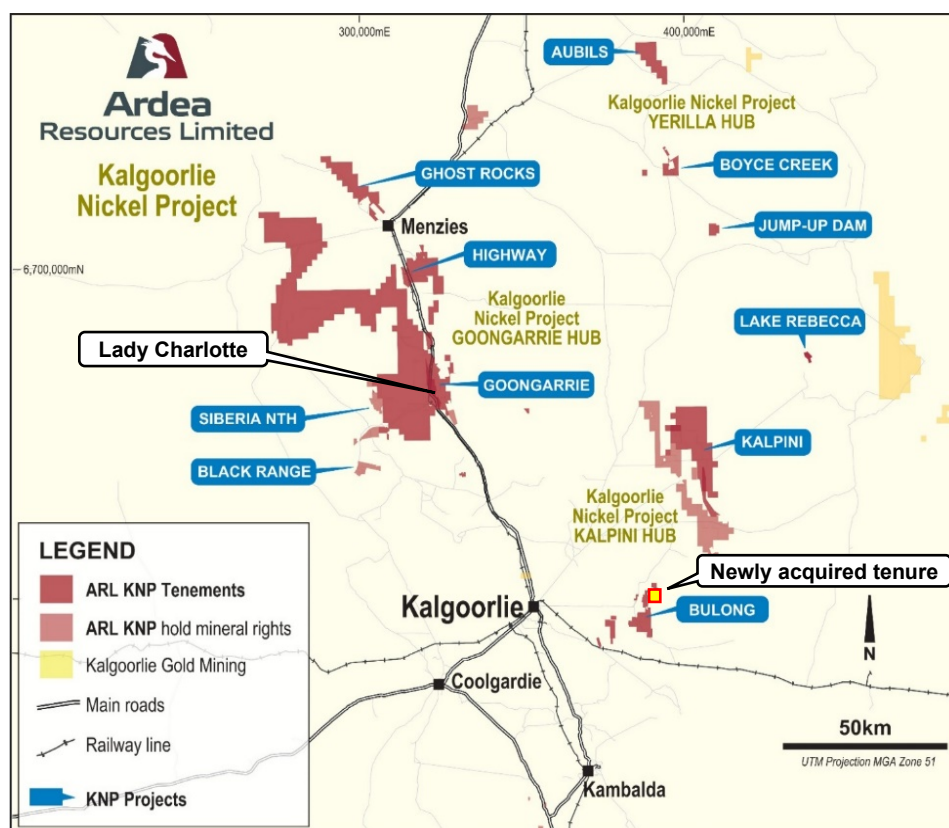 300,000mE
400,000mE
Ardea
Resources Limited
Kalgoorlie
Nickel Project
AUBILS
Kalgoorlie Nickel Project
YERILLA HUB
GHOST ROCKS
BOYCE CREEK
Menzies
JUMP-UP DAM
6,700,000mN
HIGHWAY
Kalgoorlie
Nickel Project
GOONGARRIE HUB
LAKE REBECCA
Lady Charlotte
GOONGARRIE
SIBERIA NTH
KALPINI
BLACK RANGE
Kalgoorlie
Nickel Project
KALPINI HUB
Newly acquired tenure
Kalgoorlie
BULONG
N
Coolgardie
Kambalda
50km
UTM Projection MGA Zone 51
LEGEND
ARL KNP Tenements
ARL KNP hold mineral rights
Kalgoorlie Gold Mining
Main roads
Railway line
KNP Projects